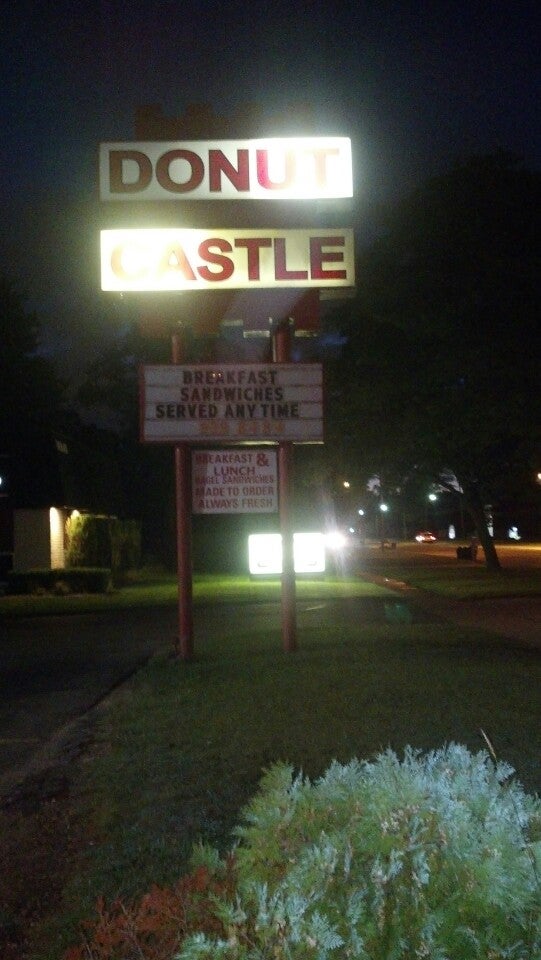 DONUT
CASTLE
BREAKFAST
SANDWICHES
SERVED ANY TIME
BREAKFAST &
LUNCH
BAGEL SANDWICHES
MADE TO ORDER
ALWAYS FRESH